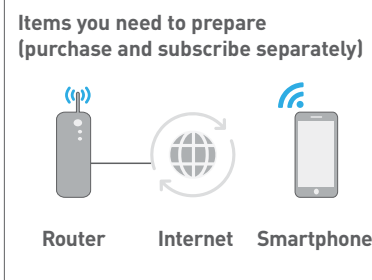 Items you need to prepare
(purchase and subscribe separately)
Router Internet Smartphone